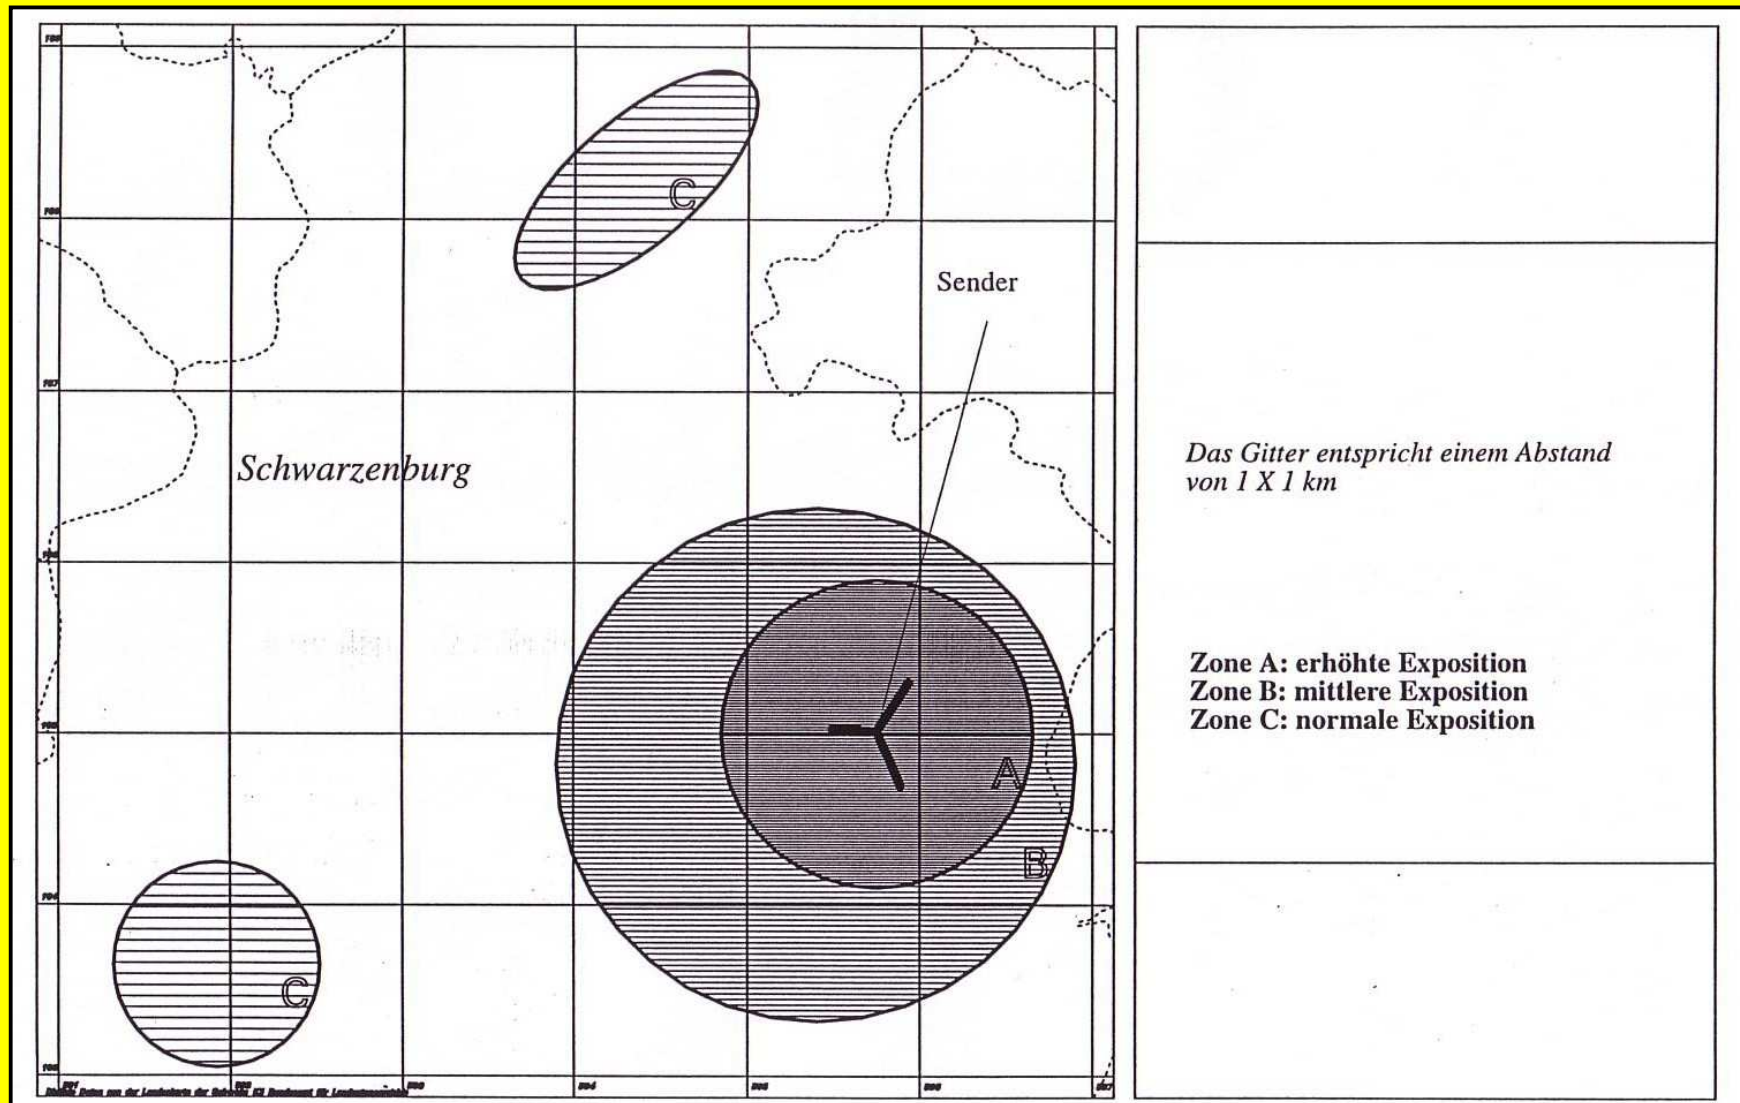 C
Sender
Schwarzenburg
A
B
C
Das Gitter entspricht einem Abstand
von 1 X 1 km
Zone A: erhöhte Exposition
Zone B: mittlere Exposition
Zone C: normale Exposition